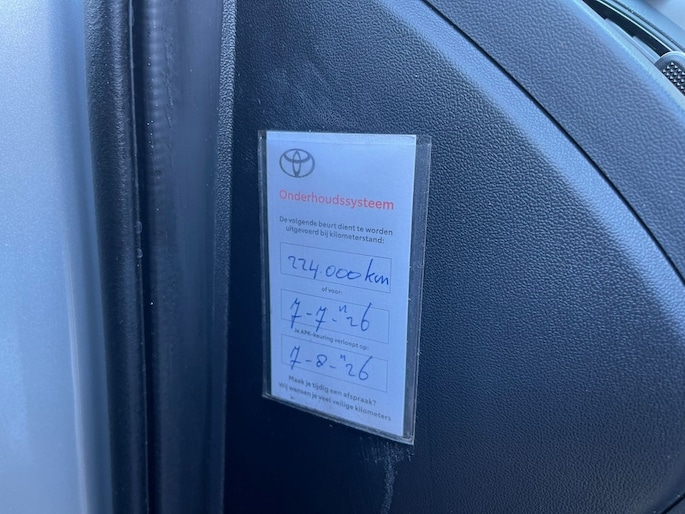 Onderhoudssysteem
De volgende beurt dient te worden
uitgevoerd bij kilometerstand:
224.000 km
of voor:
7-7-"26
Je APK-keuring verloopt op:
7-8-"26
Maak je tijdig een afspraak?
Wij wensen je veel veilige kilometers